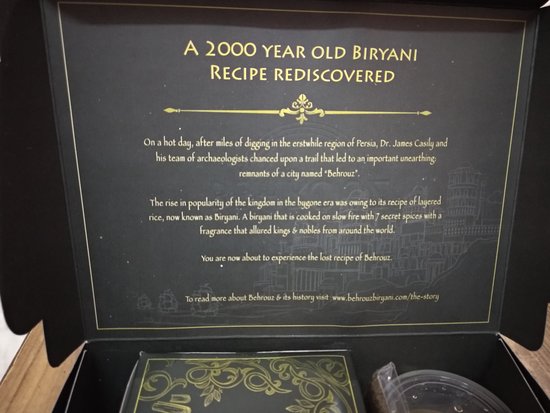 A 2000 YEAR OLD BIRYANI
RECIPE REDISCOVERED
On a hot day, after miles of digging in the erstwhile region of Persia, Dr. James Casily and
his team of archaeologists chanced upon a trail that led to an important unearthing:
remnants of a city named "Behrouz".
The rise in popularity of the kingdom in the bygone era was owing to its recipe of layered
rice, now known as Biryani. A biryani that is cooked on slow fire with 7 secret spices with a
fragrance that allured kings & nobles from around the world.
You are now about to experience the lost recipe of Behrouz.
To read more about Behrouz & its history visit www.behrouzbiryani.com/the-story